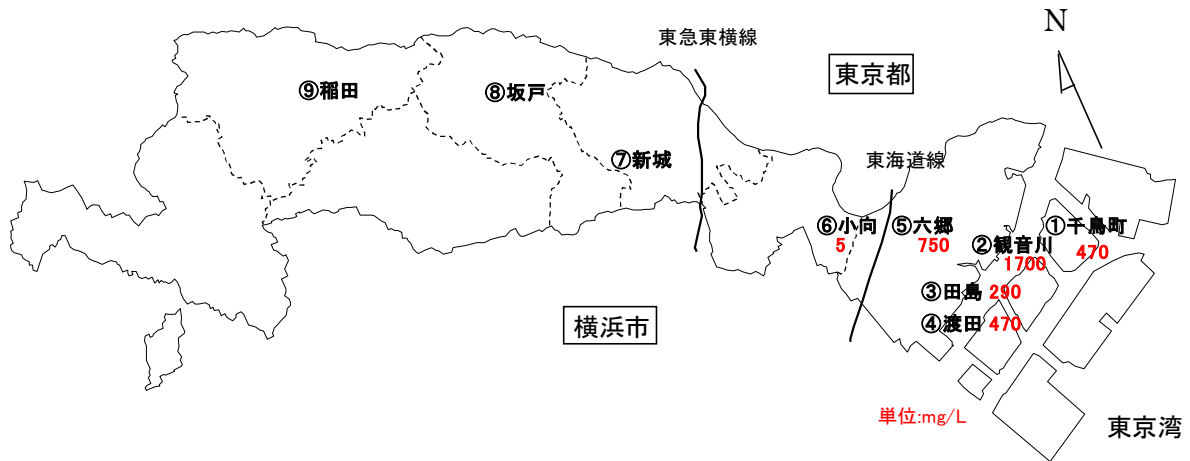 N
東急東横線
東京都
⑨稲田
⑧坂戸
⑦新城
東海道線
⑥小向
5
⑤六郷
750
①千鳥町
470
②観音川
1700
③田島 290
④渡田 470
横浜市
単位:mg/L
東京湾